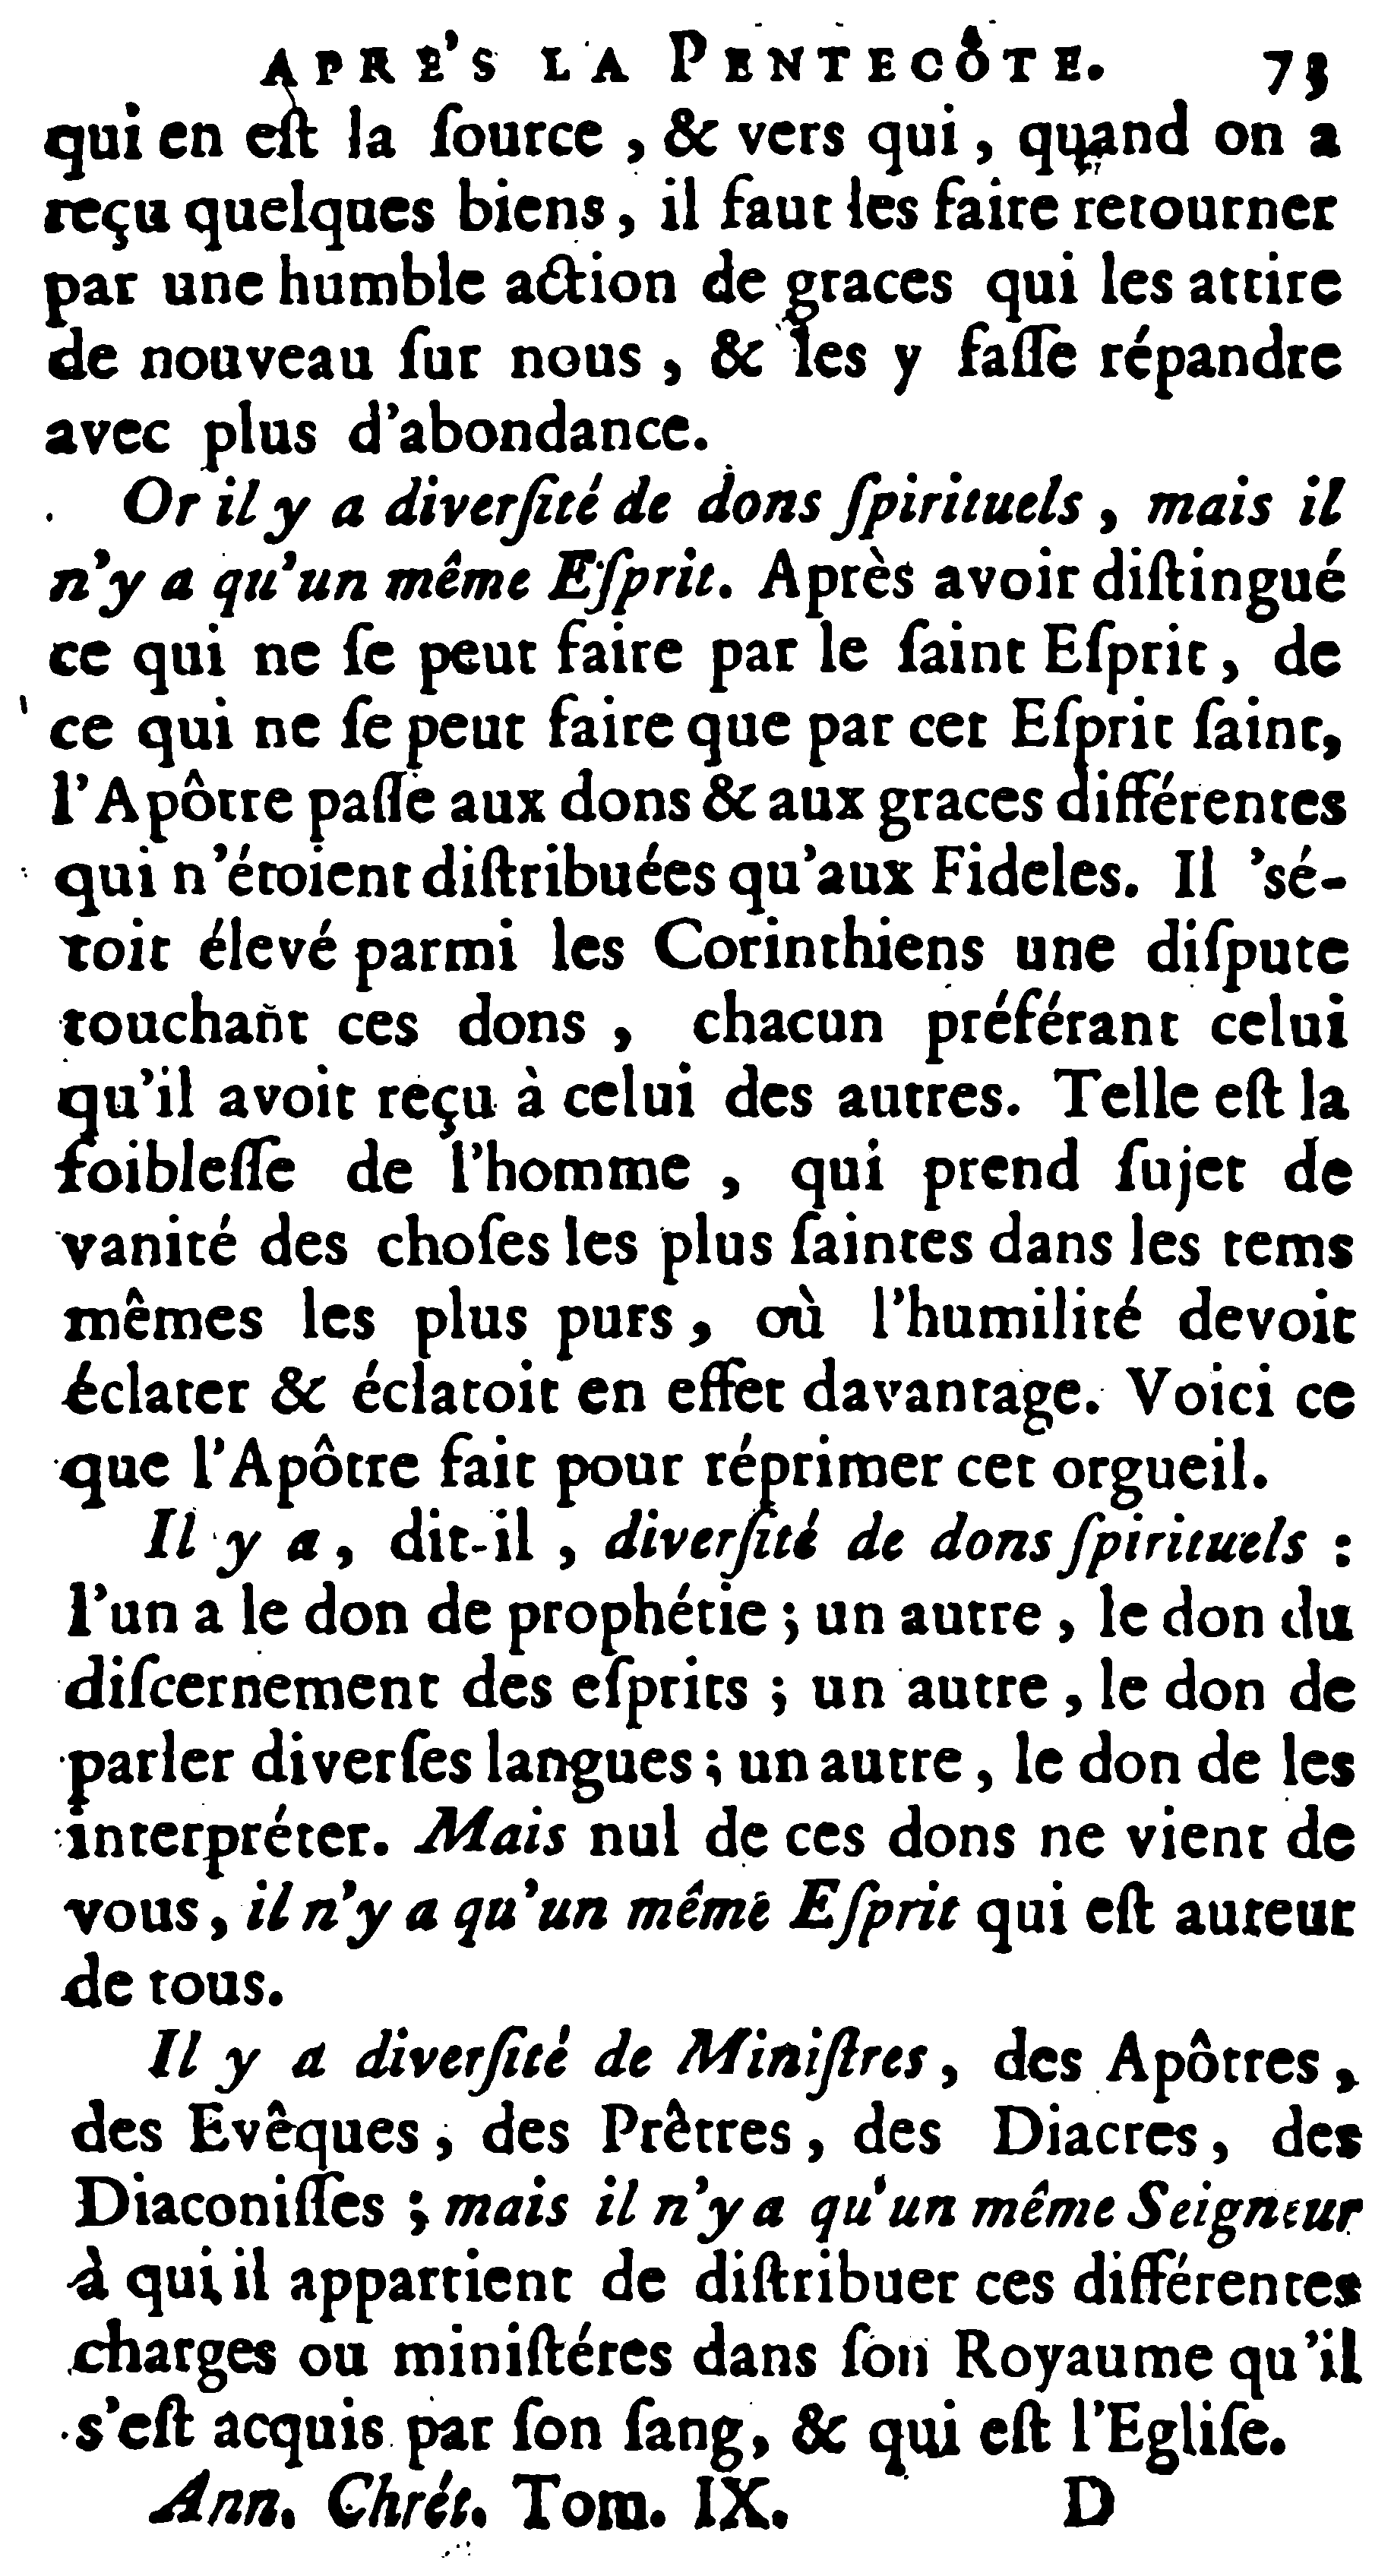 APRE'S LA PENTECÔTE. 73
qui en eſt la ſource, & vers qui, quand on a
reçu quelques biens, il faut les faire retourner
par une humble action de graces qui les attire
de nouveau ſur nous, & les y faſſe répandre
avec plus d'abondance.
Or il y a diverſité de dons ſpirituels, mais il
n'y a qu'un même Eſprit. Après avoir diſtingué
ce qui ne ſe peut faire par le ſaint Eſprit, de
ce qui ne ſe peut faire que par cet Eſprit ſaint,
l'Apôtre paſſe aux dons & aux graces différentes
qui n'étoient diſtribuées qu'aux Fideles. Il 'sé-
toit élevé parmi les Corinthiens une diſpute
touchant ces dons, chacun préférant celui
qu'il avoit reçu à celui des autres. Telle eſt la
foibleſſe de l'homme, qui prend ſujet de
vanité des choſes les plus ſaintes dans les tems
mêmes les plus purs, où l'humilité devoit
éclater & éclatoit en effet davantage. Voici ce
que l'Apôtre fait pour réprimer cet orgueil.
Il y a, dit-il, diverſité de dons ſpirituels :
l'un a le don de prophétie ; un autre, le don du
diſcernement des eſprits ; un autre, le don de
parler diverſes langues ; un autre, le don de les
interpréter. Mais nul de ces dons ne vient de
vous, il n'y a qu'un même Eſprit qui eſt auteur
de tous.
Il y a diverſité de Miniſtres, des Apôtres,
des Evêques, des Prêtres, des Diacres, des
Diaconiſſes ; mais il n'y a qu'un même Seigneur
à qui il appartient de diſtribuer ces différentes
charges ou miniſtéres dans ſon Royaume qu'il
s'eſt acquis par ſon ſang, & qui eſt l'Egliſe.
Ann. Chrét. Tom. IX. D